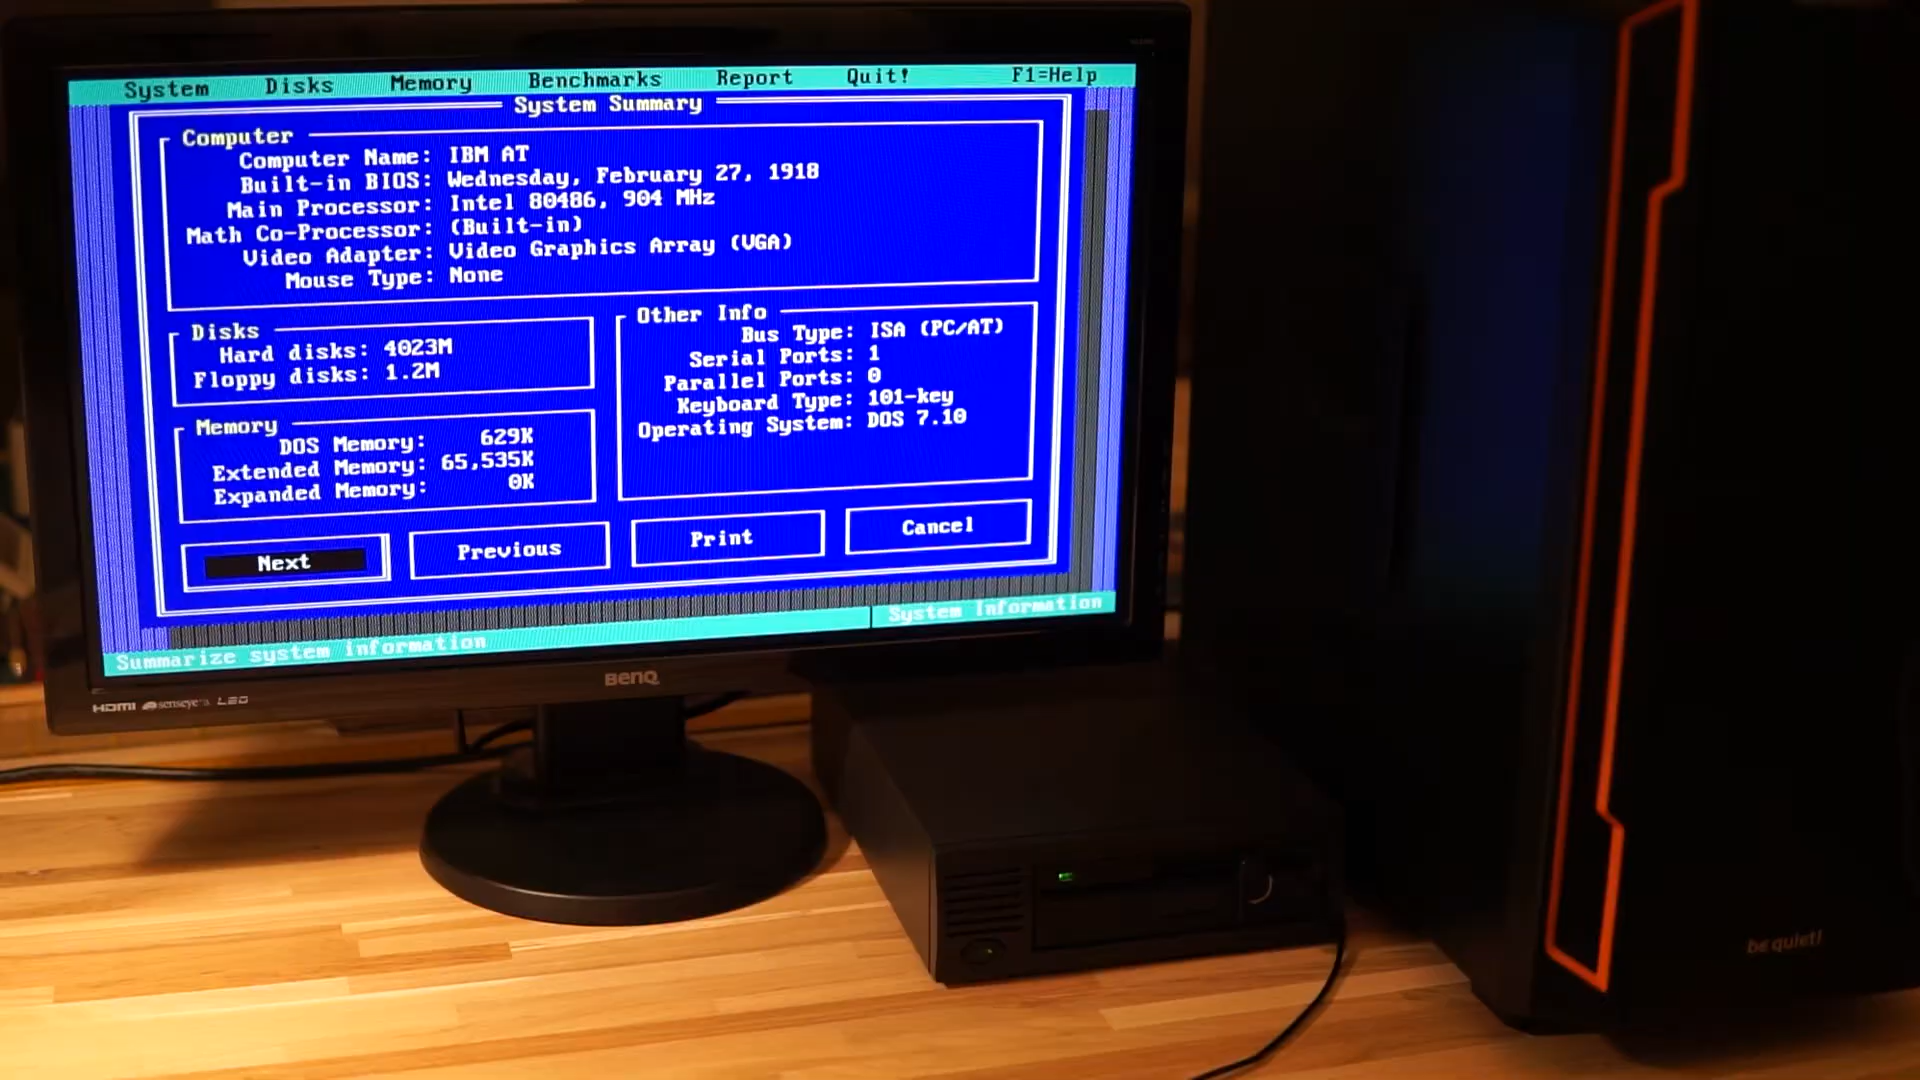 System Disks Memory Benchmarks Report Quit! F1=Help
System Summary
Computer
Computer Name: IBM AT
Built-in BIOS: Wednesday, February 27, 1918
Main Processor: Intel 80486, 904 MHz
Math Co-Processor: (Built-in)
Video Adapter: Video Graphics Array (VGA)
Mouse Type: None
Disks
Hard disks: 4023M
Floppy disks: 1.2M
Memory
DOS Memory: 629K
Extended Memory: 65,535K
Expanded Memory: 0K
Other Info
Bus Type: ISA (PC/AT)
Serial Ports: 1
Parallel Ports: 0
Keyboard Type: 101-key
Operating System: DOS 7.10
Next Previous Print Cancel
Summarize system information System Information
HDMI senseye LED
BenQ
be quiet!